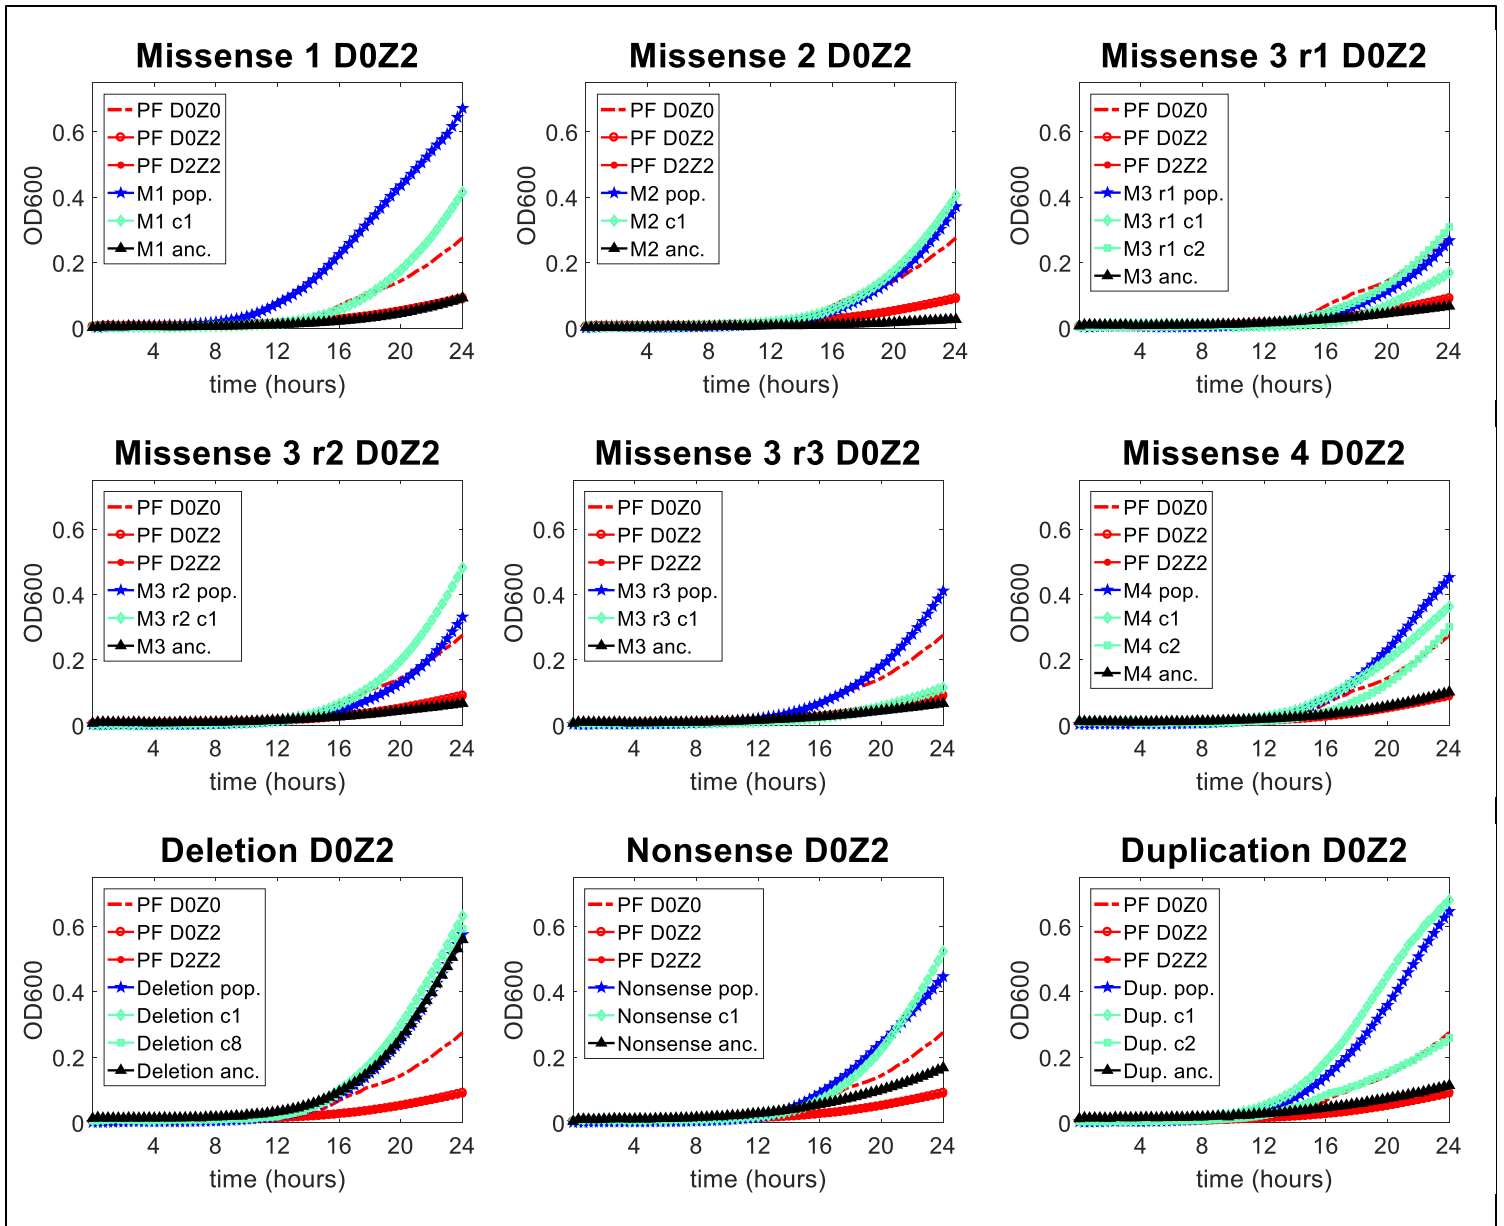 Missense 1 D0Z2
OD600
0.6
0.4
0.2
0
PF D0Z0
PF D0Z2
PF D2Z2
M1 pop.
M1 c1
M1 anc.
4 8 12 16 20 24
time (hours)
Missense 2 D0Z2
OD600
0.6
0.4
0.2
0
PF D0Z0
PF D0Z2
PF D2Z2
M2 pop.
M2 c1
M2 anc.
4 8 12 16 20 24
time (hours)
Missense 3 r1 D0Z2
OD600
0.6
0.4
0.2
0
PF D0Z0
PF D0Z2
PF D2Z2
M3 r1 pop.
M3 r1 c1
M3 r1 c2
M3 anc.
4 8 12 16 20 24
time (hours)
Missense 3 r2 D0Z2
OD600
0.6
0.4
0.2
0
PF D0Z0
PF D0Z2
PF D2Z2
M3 r2 pop.
M3 r2 c1
M3 anc.
4 8 12 16 20 24
time (hours)
Missense 3 r3 D0Z2
OD600
0.6
0.4
0.2
0
PF D0Z0
PF D0Z2
PF D2Z2
M3 r3 pop.
M3 r3 c1
M3 anc.
4 8 12 16 20 24
time (hours)
Missense 4 D0Z2
OD600
0.6
0.4
0.2
0
PF D0Z0
PF D0Z2
PF D2Z2
M4 pop.
M4 c1
M4 c2
M4 anc.
4 8 12 16 20 24
time (hours)
Deletion D0Z2
OD600
0.6
0.4
0.2
0
PF D0Z0
PF D0Z2
PF D2Z2
Deletion pop.
Deletion c1
Deletion c8
Deletion anc.
4 8 12 16 20 24
time (hours)
Nonsense D0Z2
OD600
0.6
0.4
0.2
0
PF D0Z0
PF D0Z2
PF D2Z2
Nonsense pop.
Nonsense c1
Nonsense anc.
4 8 12 16 20 24
time (hours)
Duplication D0Z2
OD600
0.6
0.4
0.2
0
PF D0Z0
PF D0Z2
PF D2Z2
Dup. pop.
Dup. c1
Dup. c2
Dup. anc.
4 8 12 16 20 24
time (hours)